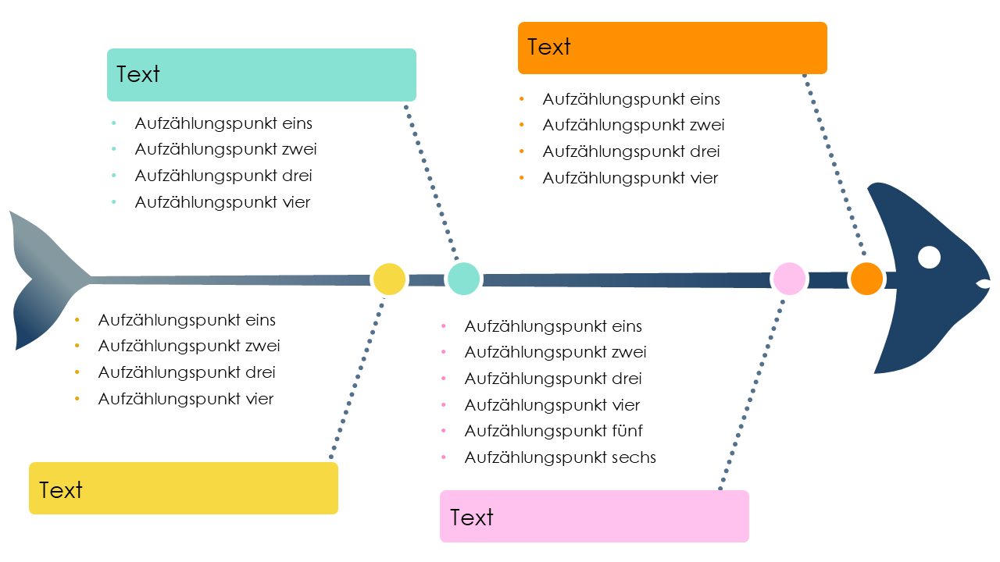 Text
Aufzählungspunkt eins
Aufzählungspunkt zwei
Aufzählungspunkt drei
Aufzählungspunkt vier
Text
Aufzählungspunkt eins
Aufzählungspunkt zwei
Aufzählungspunkt drei
Aufzählungspunkt vier
Aufzählungspunkt eins
Aufzählungspunkt zwei
Aufzählungspunkt drei
Aufzählungspunkt vier
Text
Aufzählungspunkt eins
Aufzählungspunkt zwei
Aufzählungspunkt drei
Aufzählungspunkt vier
Aufzählungspunkt fünf
Aufzählungspunkt sechs
Text